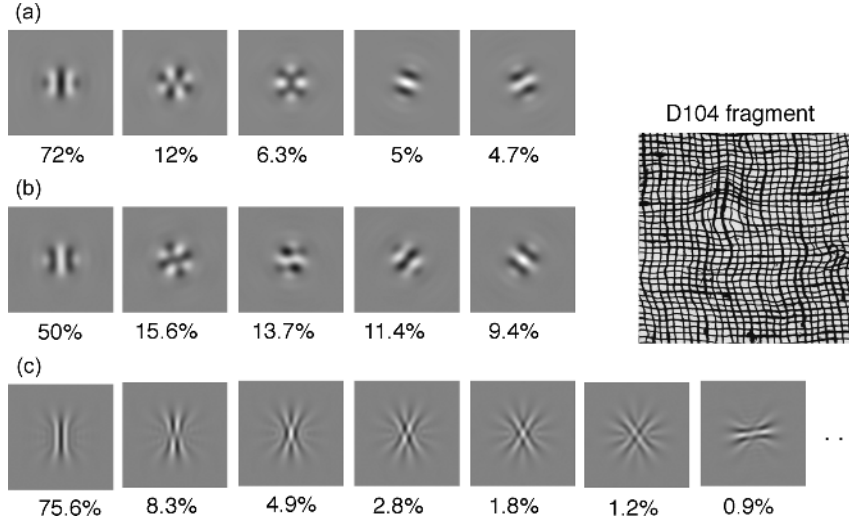 (a)
72% 12% 6.3% 5% 4.7%
D104 fragment
(b)
50% 15.6% 13.7% 11.4% 9.4%
(c)
. .
75.6% 8.3% 4.9% 2.8% 1.8% 1.2% 0.9%